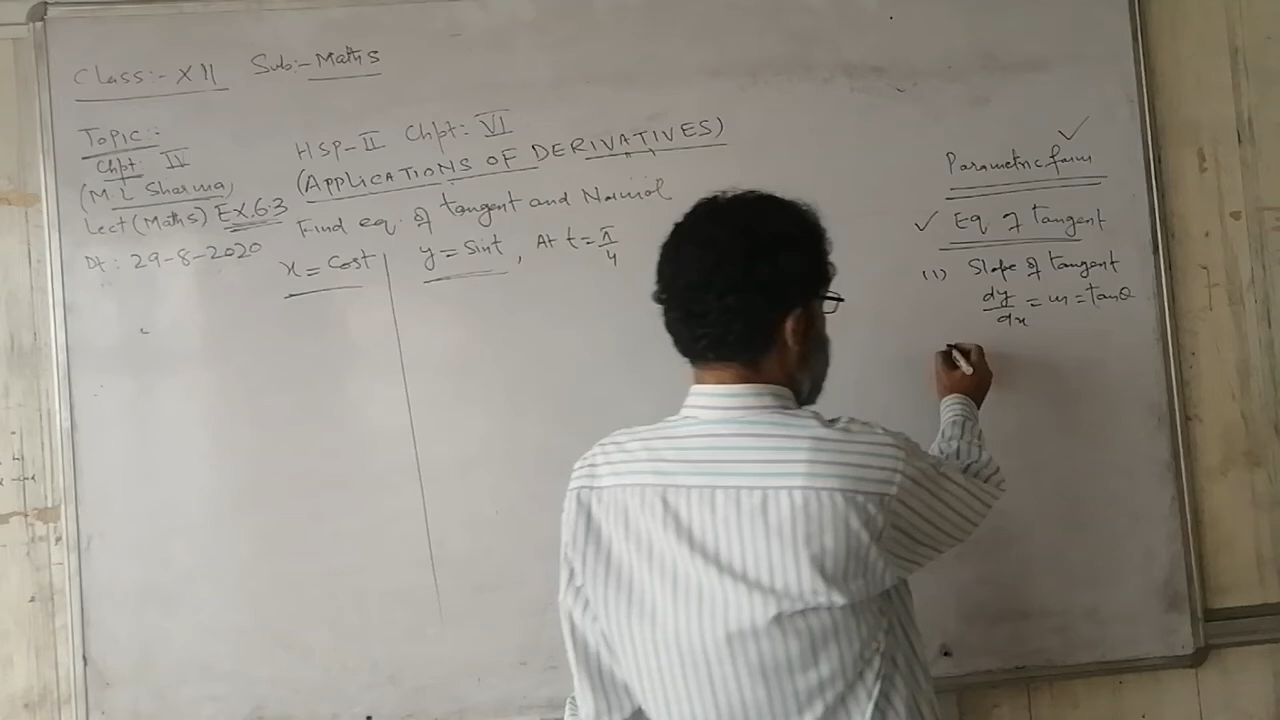 Class:- XII Sub:- Maths
Topic:-
Chpt: IV
(M.L Sharma,
Lect (Maths) EX.6.3
Dt: 29-8-2020
HSP-II Chpt: VI
(APPLICATIONS OF DERIVATIVES)
Find eq. of tangent and Normal
x = Cost y = Sint, At t = π/4
✓
Parametric form
✓ Eq of tangent
(1) Slope of tangent
dy/dx = m = tanθ